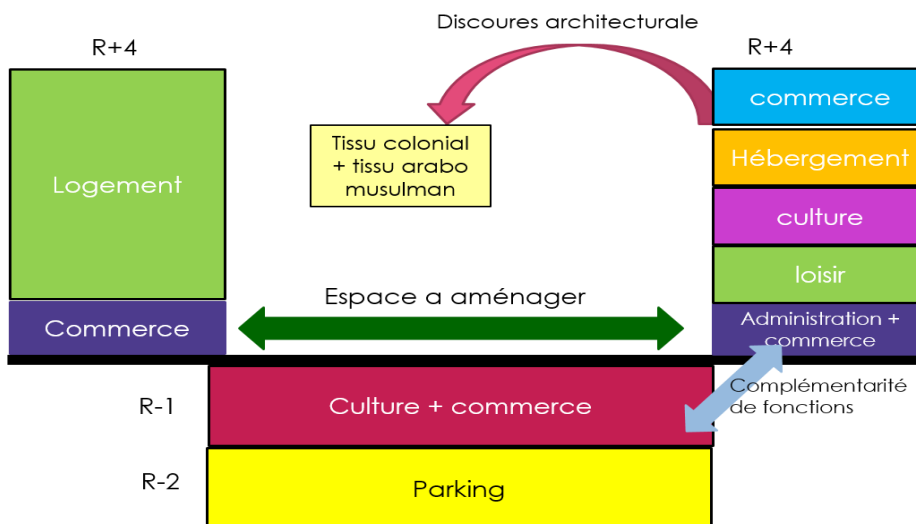 Discoures architecturale
R+4
R+4
commerce
Tissu colonial
+ tissu arabo
musulman
Hébergement
Logement
culture
loisir
Espace a aménager
Commerce
Administration +
commerce
Complémentarité
de fonctions
R-1
Culture + commerce
R-2
Parking